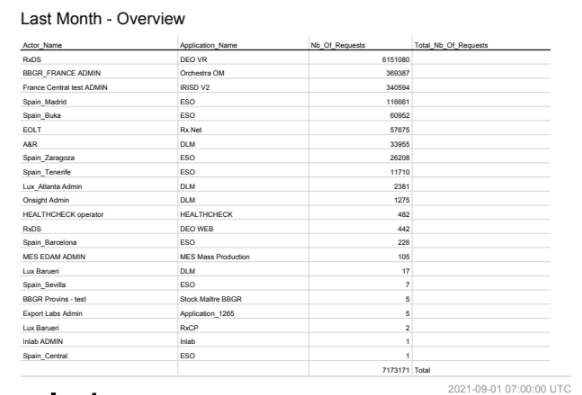 Last Month - Overview
Actor_Name Application_Name Nb_Of_Requests Total_Nb_Of_Requests
RxDS DEO VR 6151080
BBGR_FRANCE ADMIN Orchestra OM 369387
France Central test ADMIN IRISD V2 340594
Spain_Madrid ESO 116661
Spain_Buka ESO 60952
EOLT Rx.Net 57675
A&R DLM 33955
Spain_Zaragoza ESO 26208
Spain_Tenerife ESO 11710
Lux_Atlanta Admin DLM 2381
Onsight Admin DLM 1275
HEALTHCHECK operator HEALTHCHECK 482
RxDS DEO WEB 442
Spain_Barcelona ESO 226
MES EDAM ADMIN MES Mass Production 105
Lux Barueri DLM 17
Spain_Sevilla ESO 7
BBGR Provins - test Stock Maître BBGR 5
Export Labs Admin Application_1265 5
Lux Barueri RxCP 2
Inlab ADMIN Inlab 1
Spain_Central ESO 1
7173171 Total
2021-09-01 07:00:00 UTC